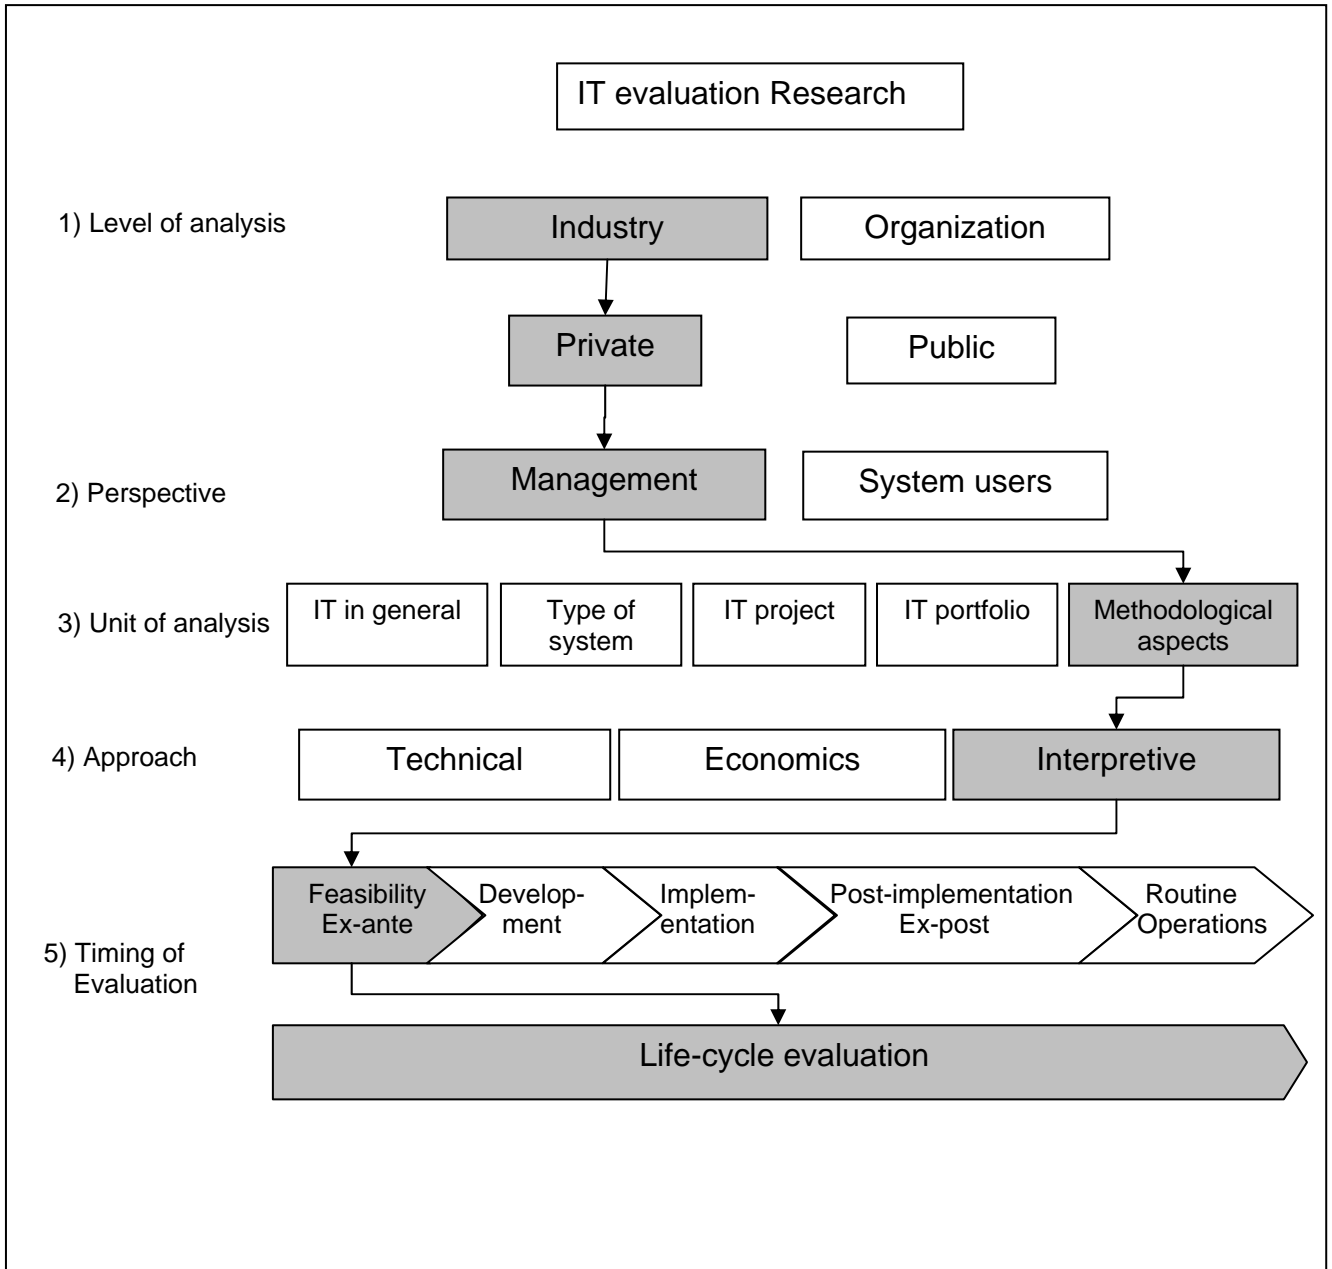 IT evaluation Research
1) Level of analysis
Industry
Organization
Private
Public
2) Perspective
Management
System users
3) Unit of analysis
IT in general
Type of
system
IT project
IT portfolio
Methodological
aspects
4) Approach
Technical
Economics
Interpretive
5) Timing of
Evaluation
Feasibility
Ex-ante
Develop-
ment
Implem-
entation
Post-implementation
Ex-post
Routine
Operations
Life-cycle evaluation